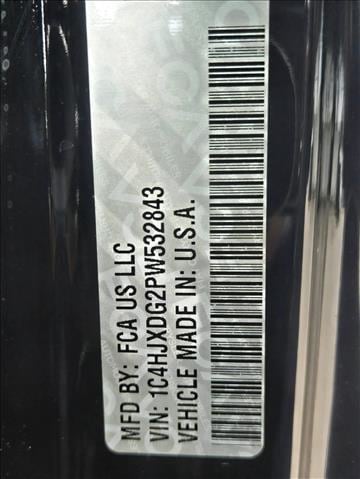 MFD BY: FCA US LLC
VIN: 1C4HJXDG2PW532843
VEHICLE MADE IN: U.S.A.